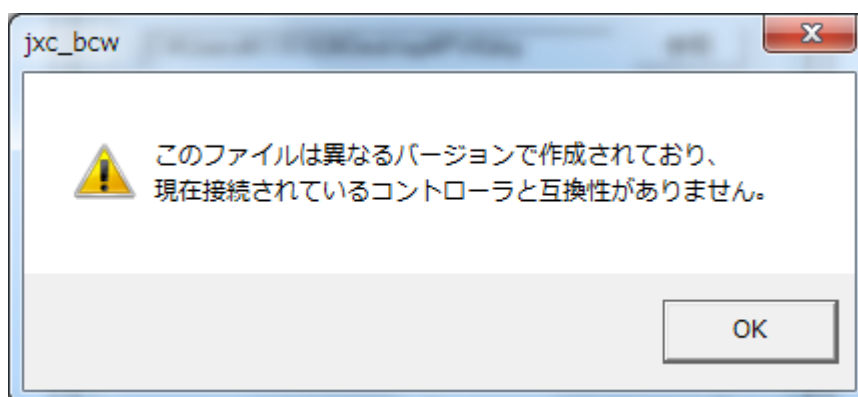 jxc_bcw
このファイルは異なるバージョンで作成されており、
現在接続されているコントローラと互換性がありません。
OK